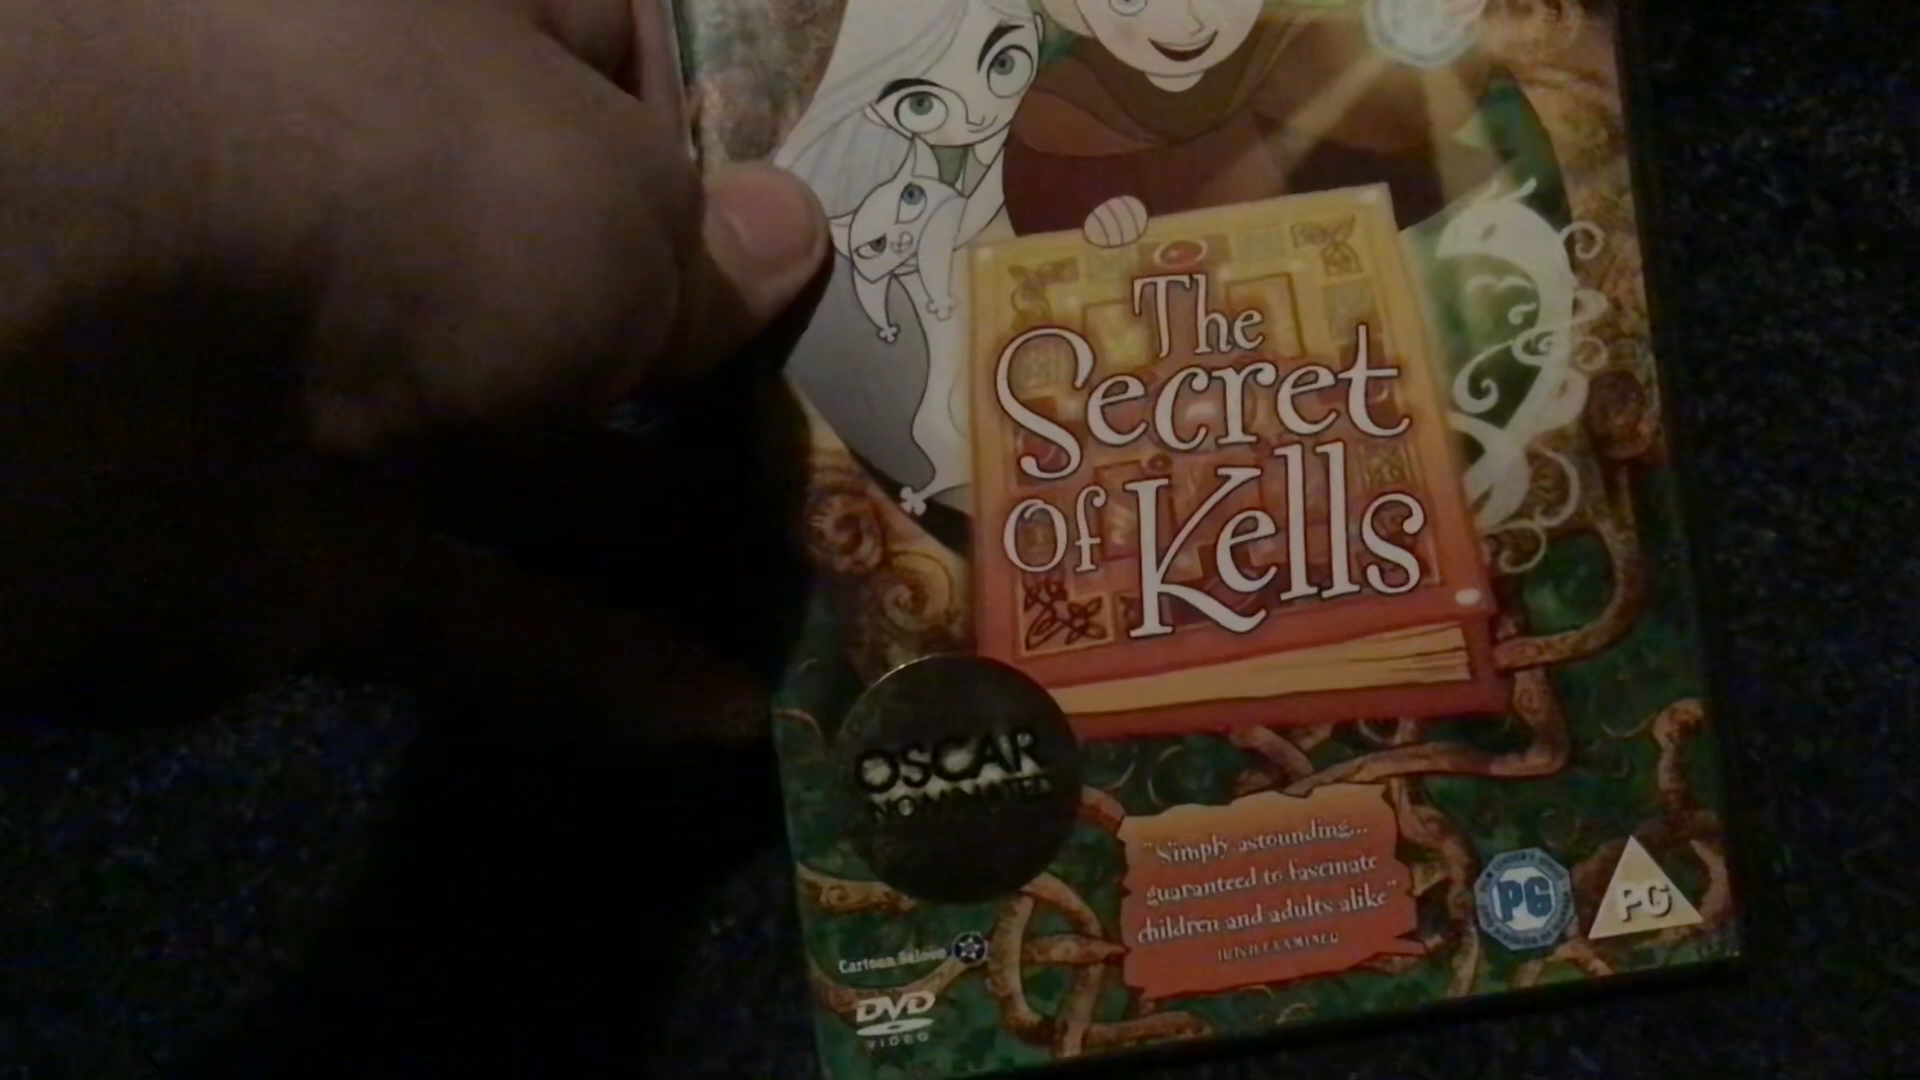 The
Secret
Of Kells
OSCAR
NOMINATED
"Simply astounding...
guaranteed to fascinate
children and adults alike"
IRISH EXAMINER
PG
PG
Cartoon Saloon
DVD
VIDEO